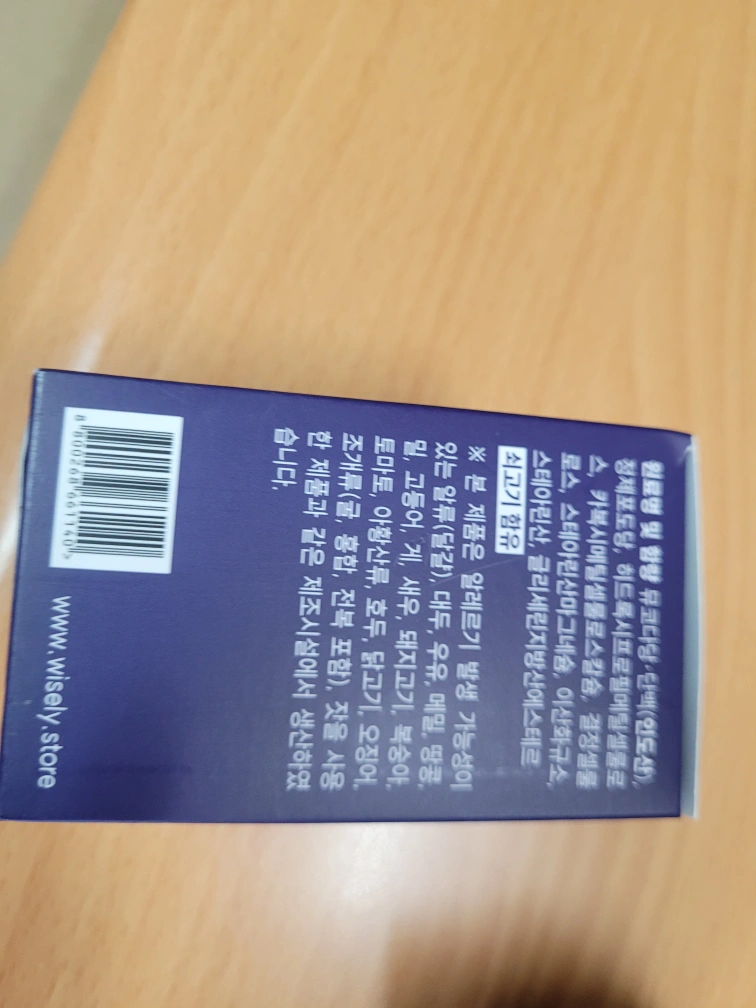 원료명 및 함량 뮤코다당·단백(인도산),
정제포도당, 히드록시프로필메틸셀룰로
스, 카복시메틸셀룰로스칼슘, 결정셀룰
로스, 스테아린산마그네슘, 이산화규소,
스테아린산, 글리세린지방산에스테르
쇠고기 함유
※ 본 제품은 알레르기 발생 가능성이
있는 알류(달걀), 대두, 우유, 메밀, 땅콩,
밀, 고등어, 게, 새우, 돼지고기, 복숭아,
토마토, 아황산류, 호두, 닭고기, 오징어,
조개류(굴, 홍합, 전복 포함), 잣을 사용
한 제품과 같은 제조시설에서 생산하였
습니다.
www.wisely.store